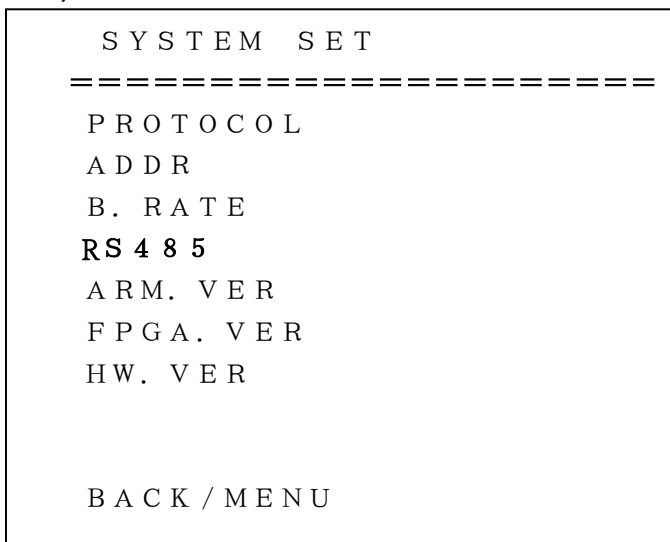 SYSTEM SET
=====================
PROTOCOL
ADDR
B. RATE
RS485
ARM. VER
FPGA. VER
HW. VER
BACK/MENU